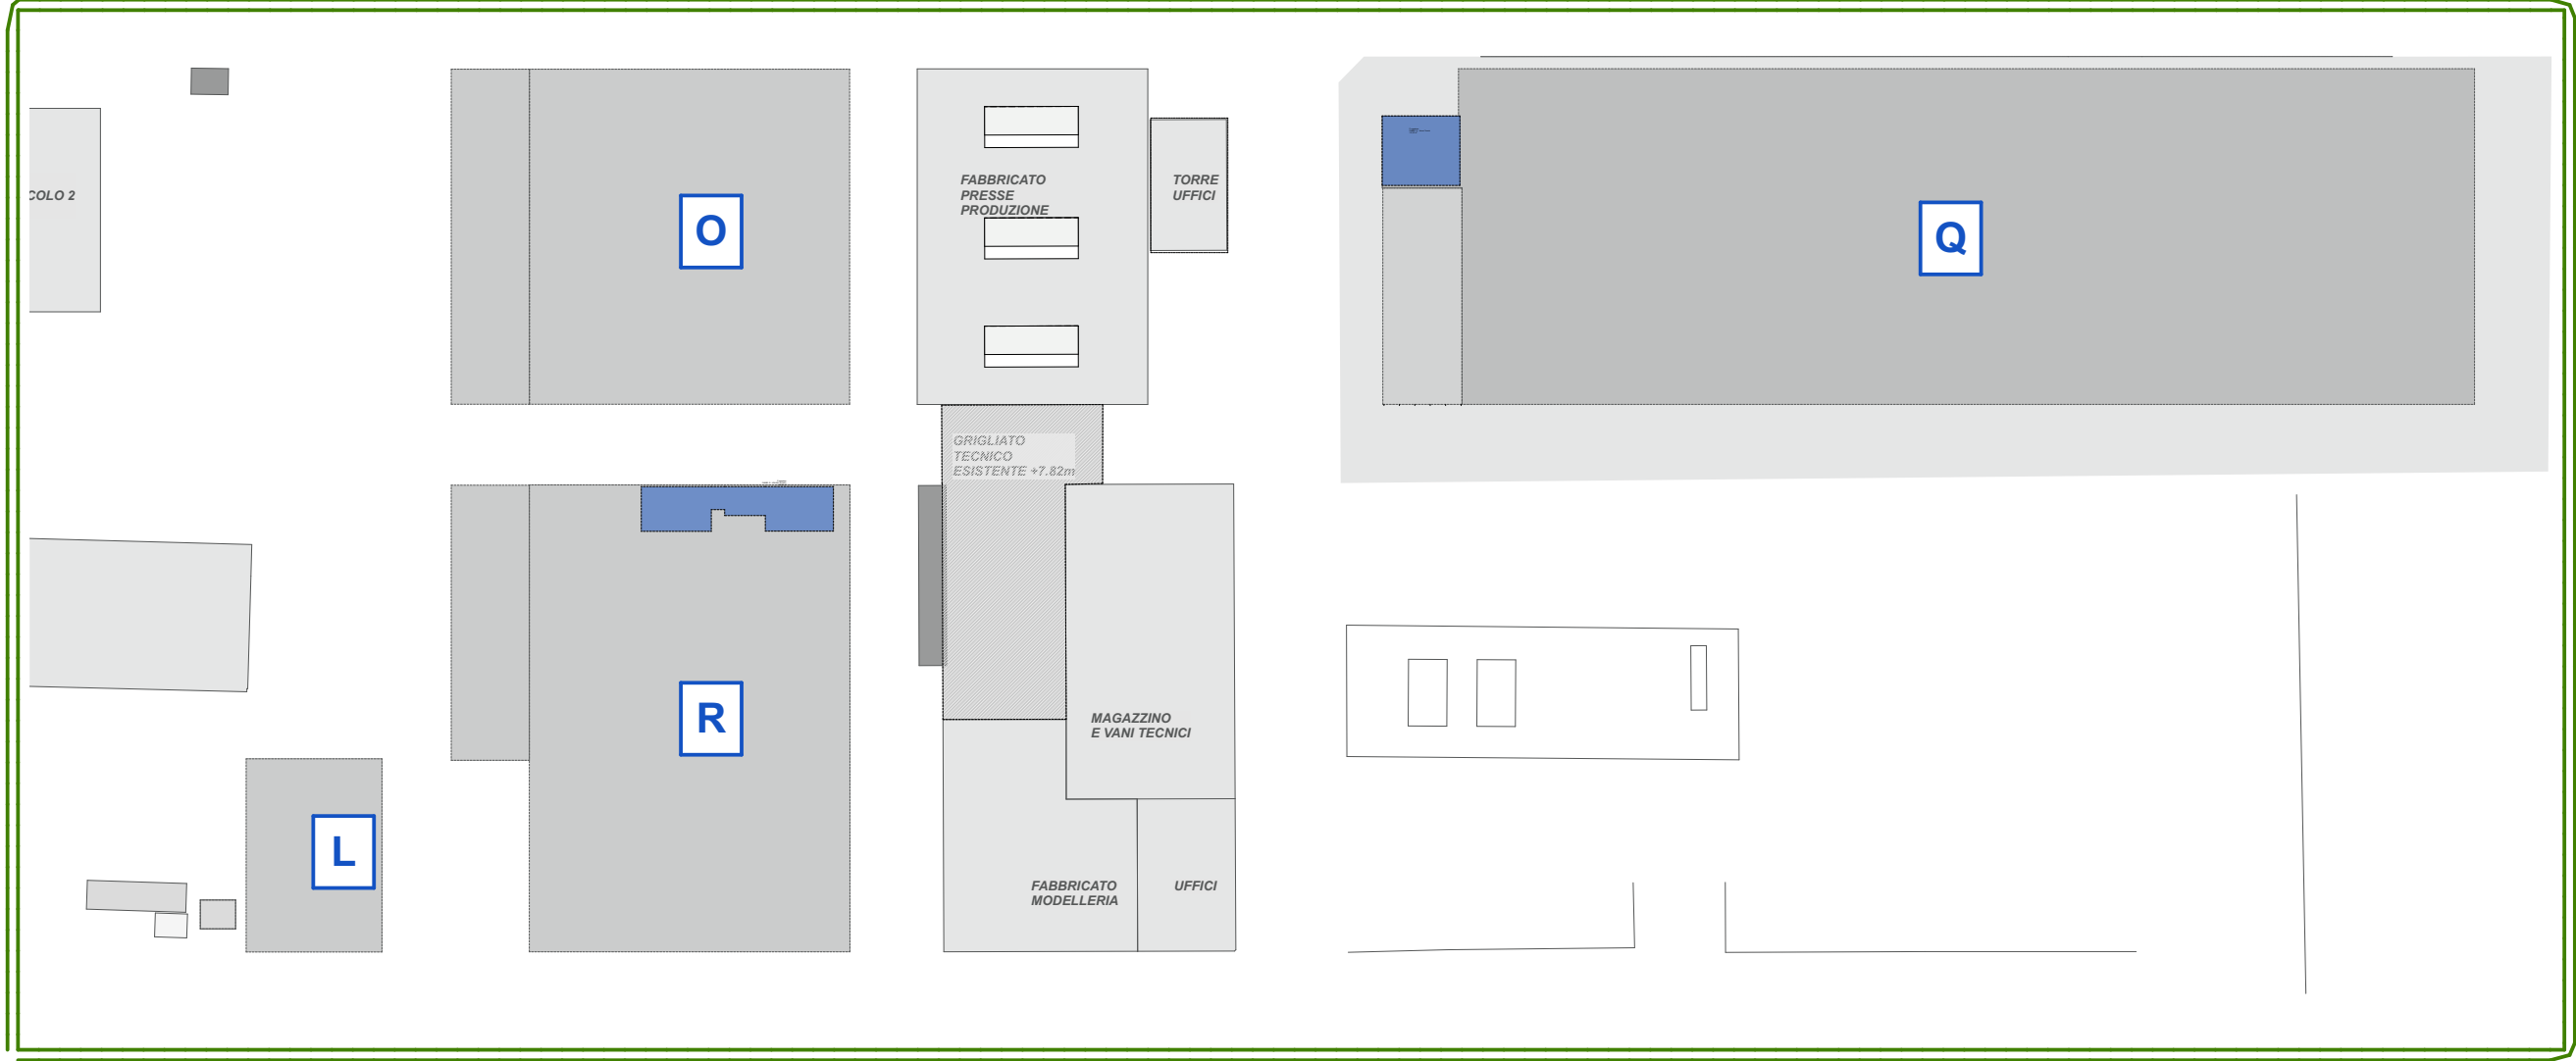 COLO 2
O
FABBRICATO
PRESSE
PRODUZIONE
TORRE
UFFICI
Q
GRIGLIATO
TECNICO
ESISTENTE +7.82m
R
MAGAZZINO
E VANI TECNICI
L
FABBRICATO
MODELLERIA
UFFICI